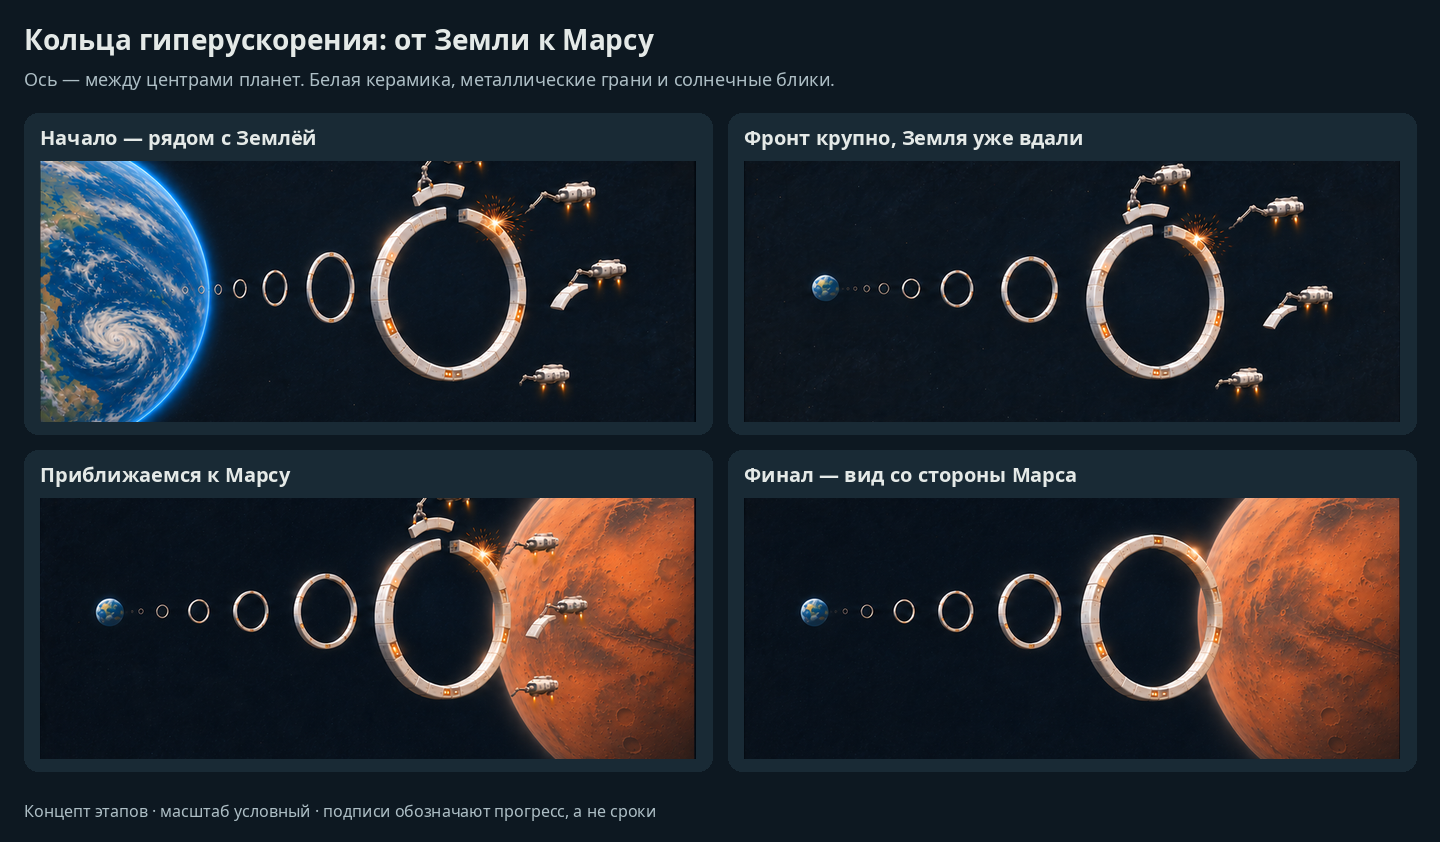 Кольца гиперускорения: от Земли к Марсу
Ось — между центрами планет. Белая керамика, металлические грани и солнечные блики.
Начало — рядом с Землёй
Фронт крупно, Земля уже вдали
Приближаемся к Марсу
Финал — вид со стороны Марса
Концепт этапов · масштаб условный · подписи обозначают прогресс, а не сроки